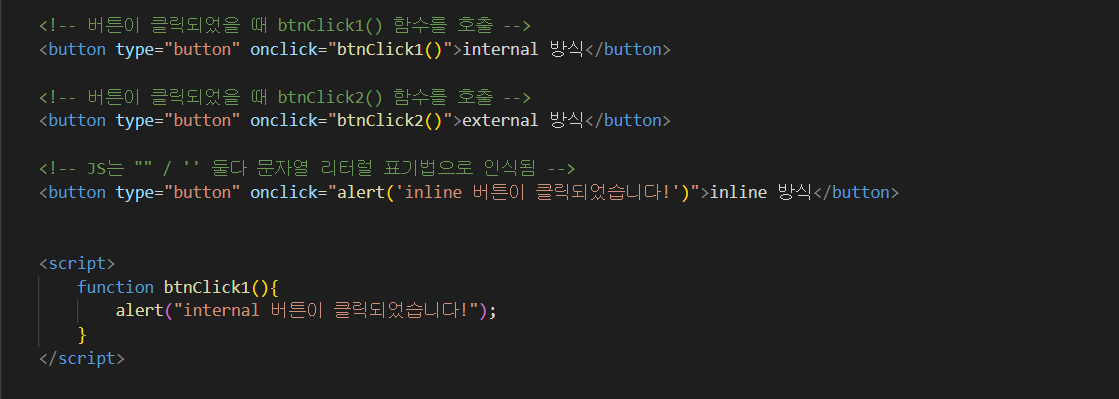 <!-- 버튼이 클릭되었을 때 btnClick1() 함수를 호출 -->
<button type="button" onclick="btnClick1()">internal 방식</button>
<!-- 버튼이 클릭되었을 때 btnClick2() 함수를 호출 -->
<button type="button" onclick="btnClick2()">external 방식</button>
<!-- JS는 "" / '' 둘다 문자열 리터럴 표기법으로 인식됨 -->
<button type="button" onclick="alert('inline 버튼이 클릭되었습니다!')">inline 방식</button>
<script>
function btnClick1(){
alert("internal 버튼이 클릭되었습니다!");
}
</script>